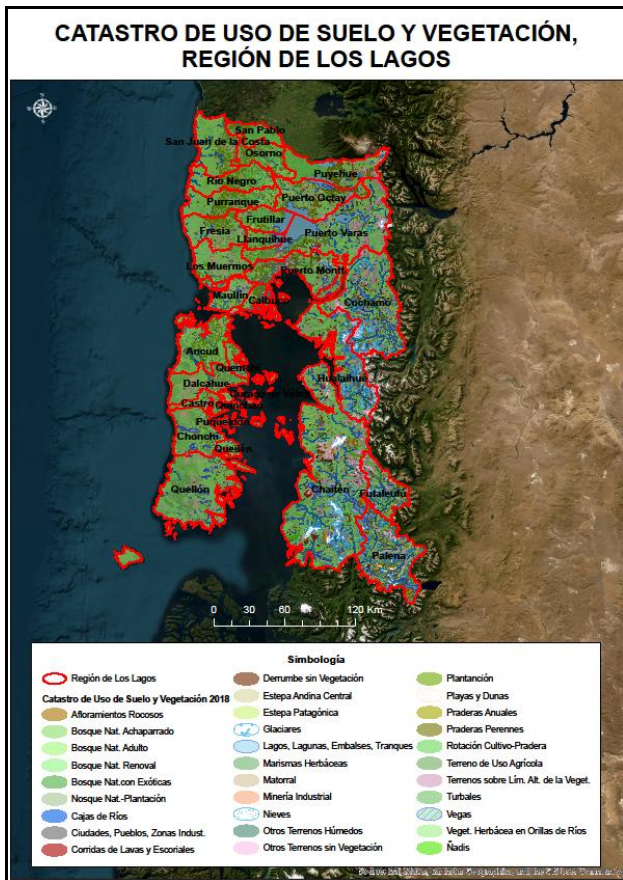 CATASTRO DE USO DE SUELO Y VEGETACIÓN,
REGIÓN DE LOS LAGOS
San Pablo
San Juan de la Costa
Osorno
Puyehue
Río Negro
Puerto Octay
Purranque
Frutillar
Fresia
Puerto Varas
Llanquihue
Los Muermos
Puerto Montt
Maullín
Calbuco
Cochamó
Ancud
Quemchi
Hualaihué
Dalcahue
Castro
Quinchao
Puqueldón
Chonchi
Queilén
Quellón
Chaitén
Futaleufú
Palena
0 30 60 120 Km
Simbología
Región de Los Lagos
Catastro de Uso de Suelo y Vegetación 2018
Afloramientos Rocosos
Bosque Nat. Achaparrado
Bosque Nat. Adulto
Bosque Nat. Renoval
Bosque Nat.con Exóticas
Nosque Nat.-Plantación
Cajas de Ríos
Ciudades, Pueblos, Zonas Indust.
Corridas de Lavas y Escoriales
Derrumbe sin Vegetación
Estepa Andina Central
Estepa Patagónica
Glaciares
Lagos, Lagunas, Embalses, Tranques
Marismas Herbáceas
Matorral
Minería Industrial
Nieves
Otros Terrenos Húmedos
Otros Terrenos sin Vegetación
Plantanción
Playas y Dunas
Praderas Anuales
Praderas Perennes
Rotación Cultivo-Pradera
Terreno de Uso Agrícola
Terrenos sobre Lím. Alt. de la Veget.
Turbales
Vegas
Veget. Herbácea en Orillas de Ríos
Ñadis